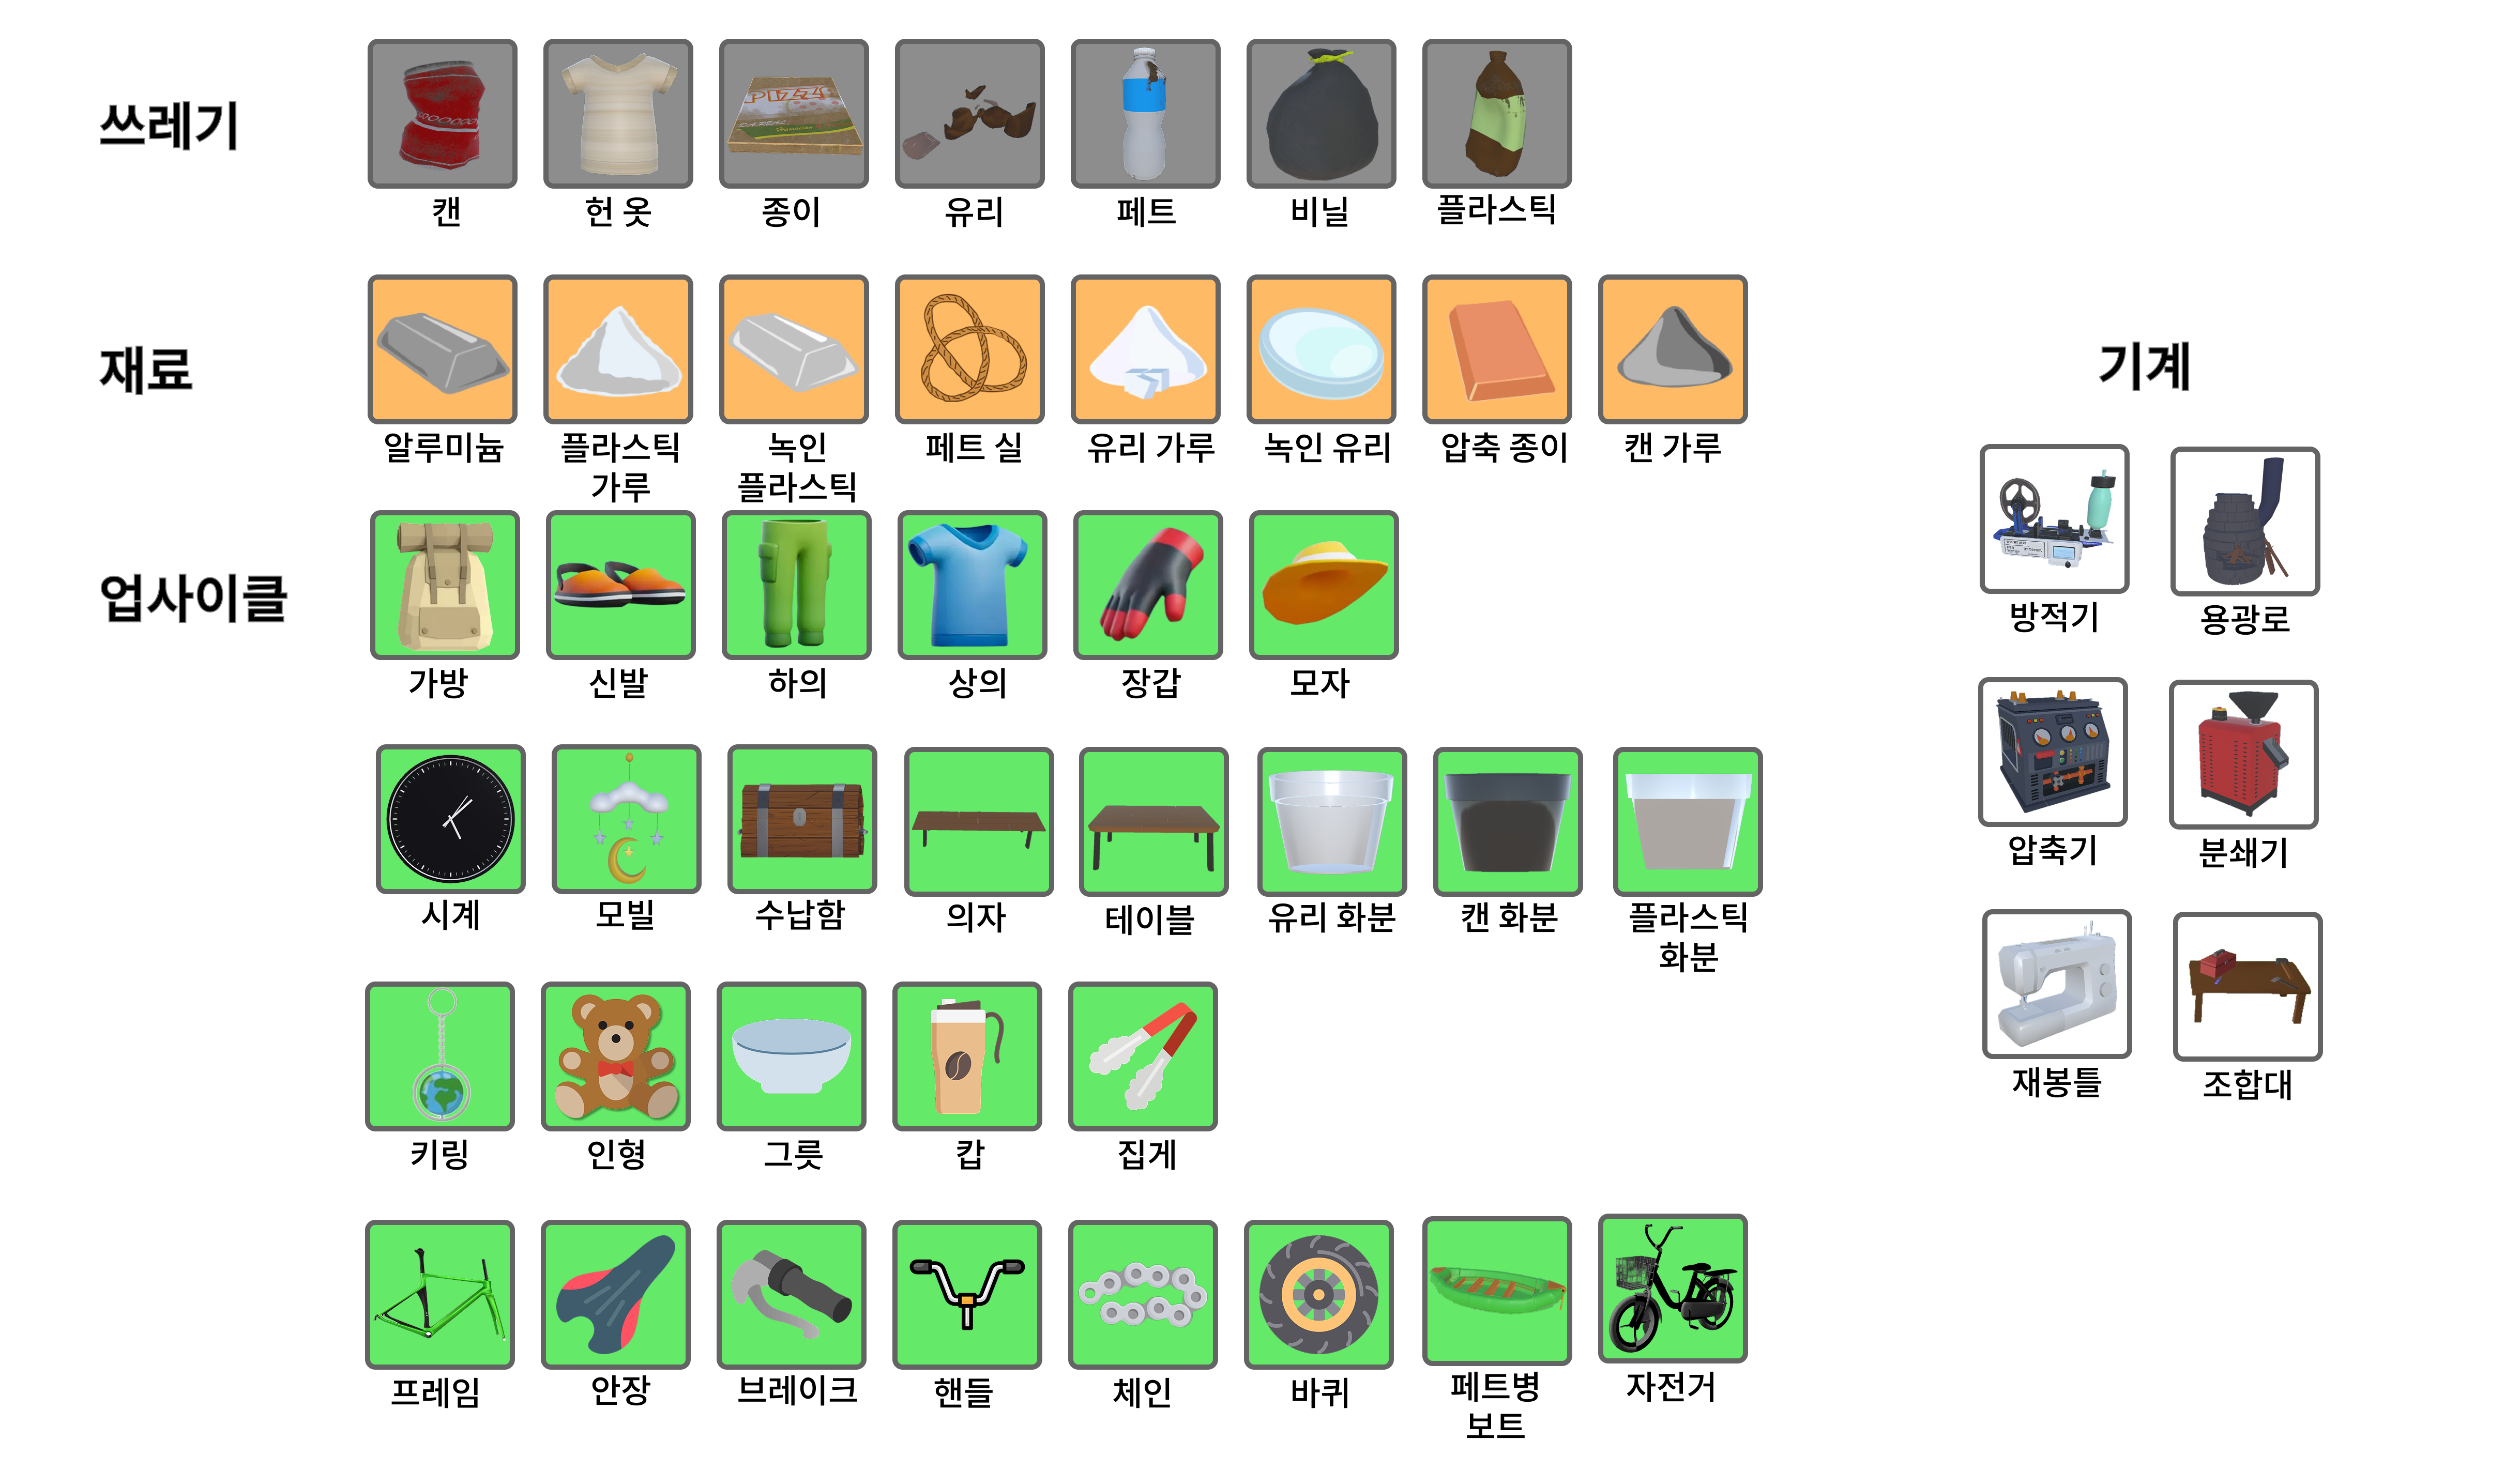 쓰레기
캔
헌 옷
종이
PIZZ
유리
페트
비닐
플라스틱
재료
알루미늄
플라스틱
가루
녹인
플라스틱
페트 실
유리 가루
녹인 유리
압축 종이
캔 가루
업사이클
가방
신발
하의
상의
장갑
모자
시계
모빌
수납함
의자
테이블
유리 화분
캔 화분
플라스틱
화분
키링
인형
그릇
캅
집게
프레임
안장
브레이크
핸들
체인
바퀴
페트병
보트
자전거
기계
방적기
용광로
압축기
분쇄기
재봉틀
조합대